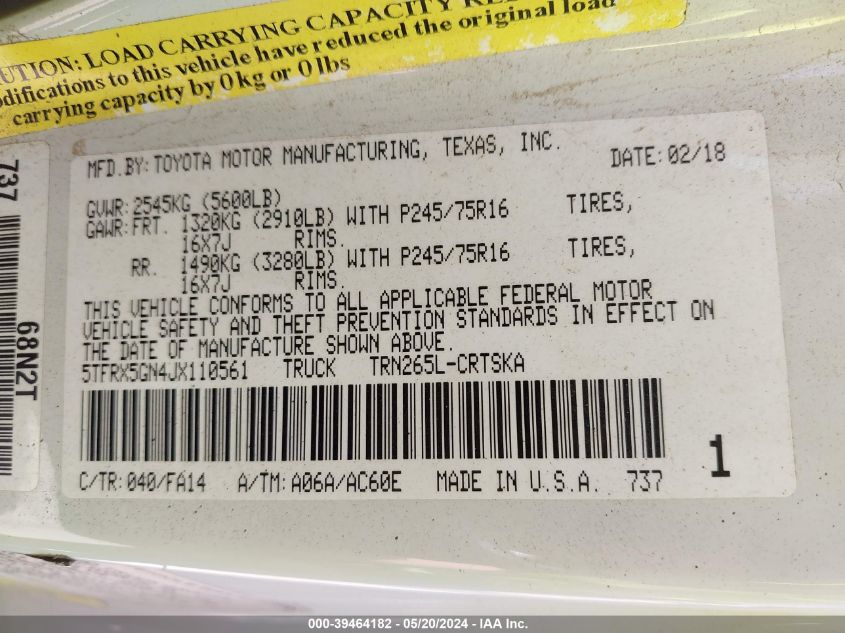 LOAD CARRYING CAPACITY
modifications to this vehicle have reduced the original load
carrying capacity by 0 kg or 0 lbs
MFD.BY: TOYOTA MOTOR MANUFACTURING, TEXAS, INC. DATE: 02/18
GVWR: 2545KG (5600LB)
GAWR: FRT. 1320KG (2910LB) WITH P245/75R16 TIRES,
16X7J RIMS.
RR. 1490KG (3280LB) WITH P245/75R16 TIRES,
16X7J RIMS.
THIS VEHICLE CONFORMS TO ALL APPLICABLE FEDERAL MOTOR
VEHICLE SAFETY AND THEFT PREVENTION STANDARDS IN EFFECT ON
THE DATE OF MANUFACTURE SHOWN ABOVE.
5TFRX5GN4JX110561 TRUCK TRN265L-CRTSKA
C/TR: 040/FA14 A/TM: A06A/AC60E MADE IN U.S.A. 737
1
737
68N2T
000-39464182 - 05/20/2024 - IAA Inc.